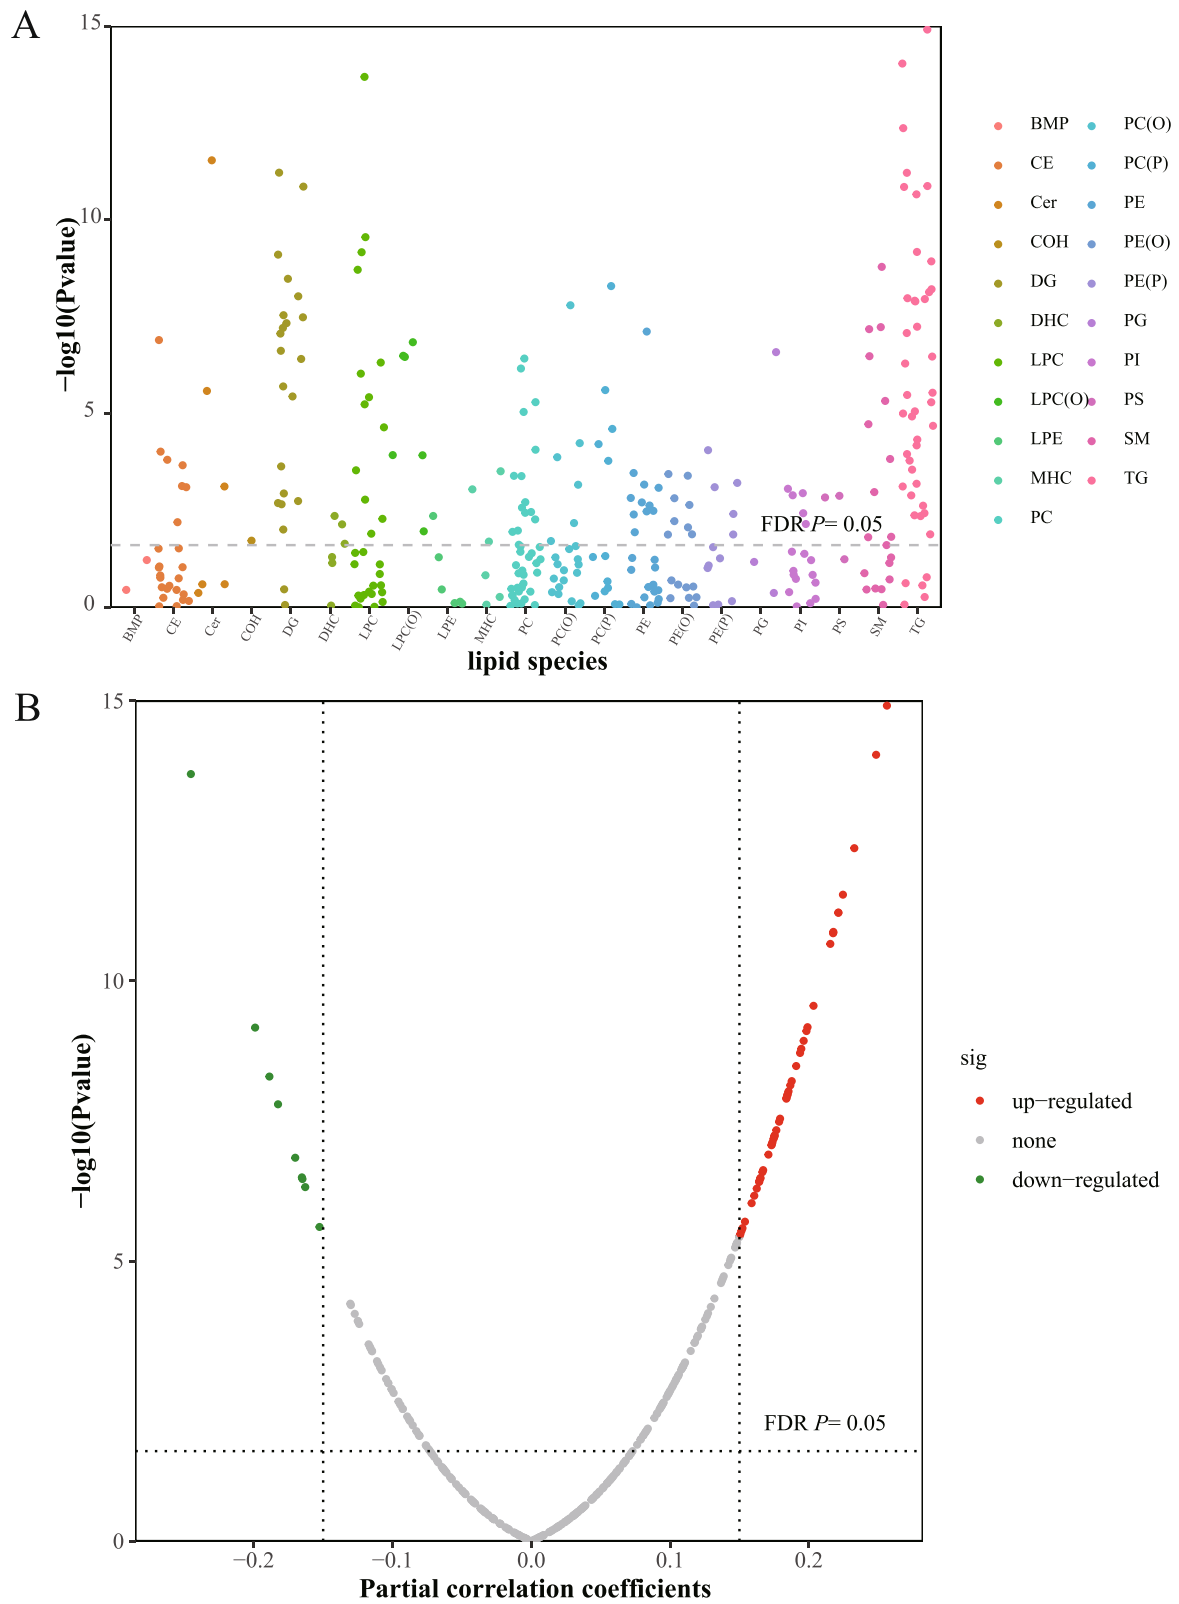 A
15
10
5
0
−log10(Pvalue)
FDR P= 0.05
BMP
CE
Cer
COH
DG
DHC
LPC
LPC(O)
LPE
MHC
PC
PC(O)
PC(P)
PE
PE(O)
PE(P)
PG
PI
PS
SM
TG
lipid species
BMP PC(O)
CE PC(P)
Cer PE
COH PE(O)
DG PE(P)
DHC PG
LPC PI
LPC(O) PS
LPE SM
MHC TG
PC
B
15
10
5
0
−log10(Pvalue)
FDR P= 0.05
−0.2 −0.1 0.0 0.1 0.2
Partial correlation coefficients
sig
up−regulated
none
down−regulated